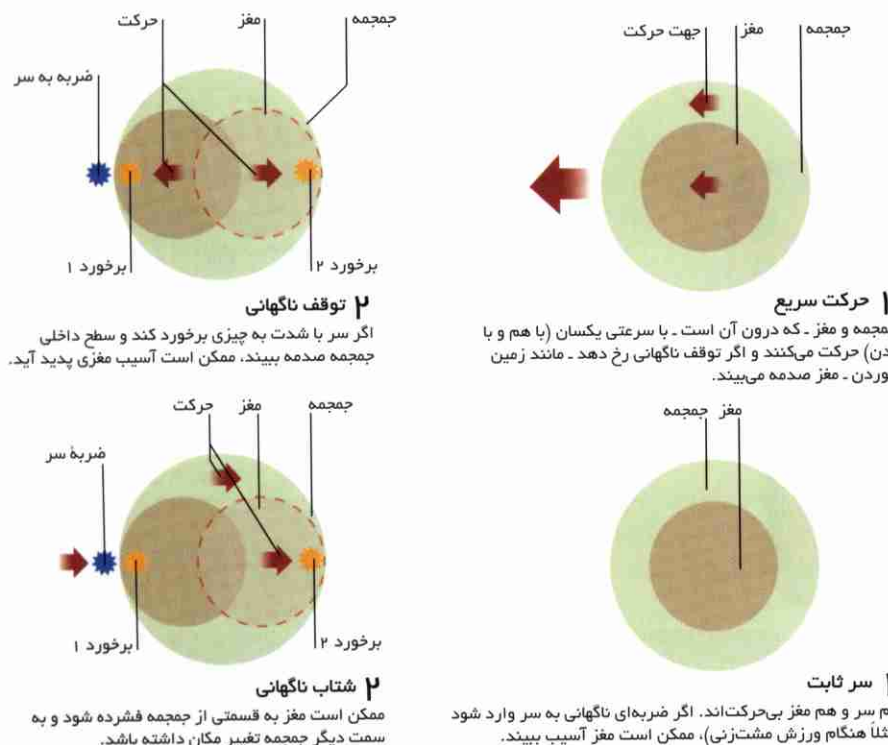 جمجمه
مغز
جهت حرکت
حرکت سریع
جمجمه و مغز ـ که درون آن است ـ با سرعتی یکسان (با هم و با
حرکت می‌کنند و اگر توقف ناگهانی رخ دهد ـ مانند زمین
ـ مغز صدمه می‌بیند.
جمجمه
مغز
حرکت
ضربه به سر
برخورد ۱
برخورد ۲
۲ توقف ناگهانی
اگر سر با شدت به چیزی برخورد کند و سطح داخلی
جمجمه صدمه ببیند، ممکن است آسیب مغزی پدید آید.
مغز
جمجمه
سر ثابت
سر و هم مغز بی‌حرکت‌اند. اگر ضربه‌ای ناگهانی به سر وارد شود
هنگام ورزش مشت‌زنی)، ممکن است مغز آسیب ببیند.
جمجمه
مغز
حرکت
ضربهٔ سر
برخورد ۱
برخورد ۲
۲ شتاب ناگهانی
ممکن است مغز به قسمتی از جمجمه فشرده شود و به
سمت دیگر جمجمه تغییر مکان داشته باشد.